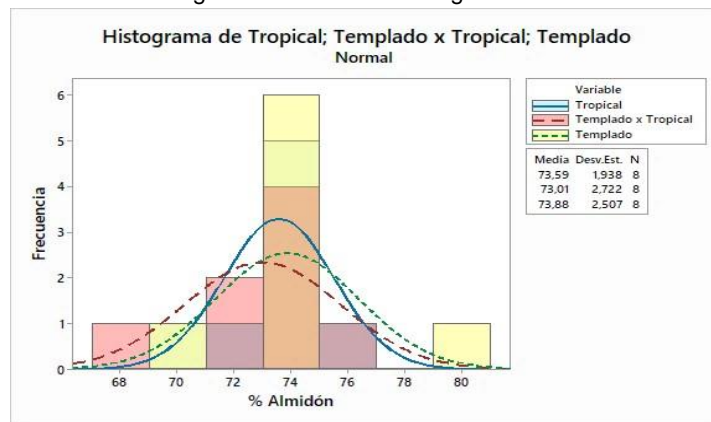 Histograma de Tropical; Templado x Tropical; Templado
Normal
Variable
Tropical
Templado x Tropical
Templado
Media Desv.Est. N
73,59 1,938 8
73,01 2,722 8
73,88 2,507 8
Frecuencia
6
5
4
3
2
1
0
68 70 72 74 76 78 80
% Almidón